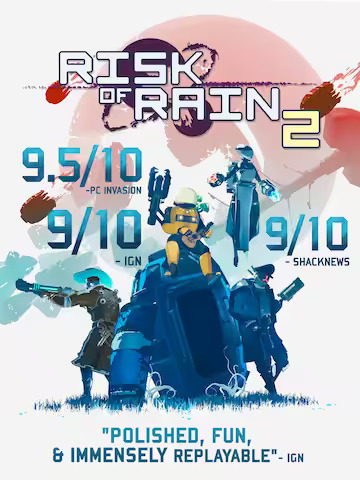 RISK
OF RAIN 2
9.5/10
-PC INVASION
9/10
- IGN
9/10
- SHACKNEWS
"POLISHED, FUN,
& IMMENSELY REPLAYABLE"- IGN